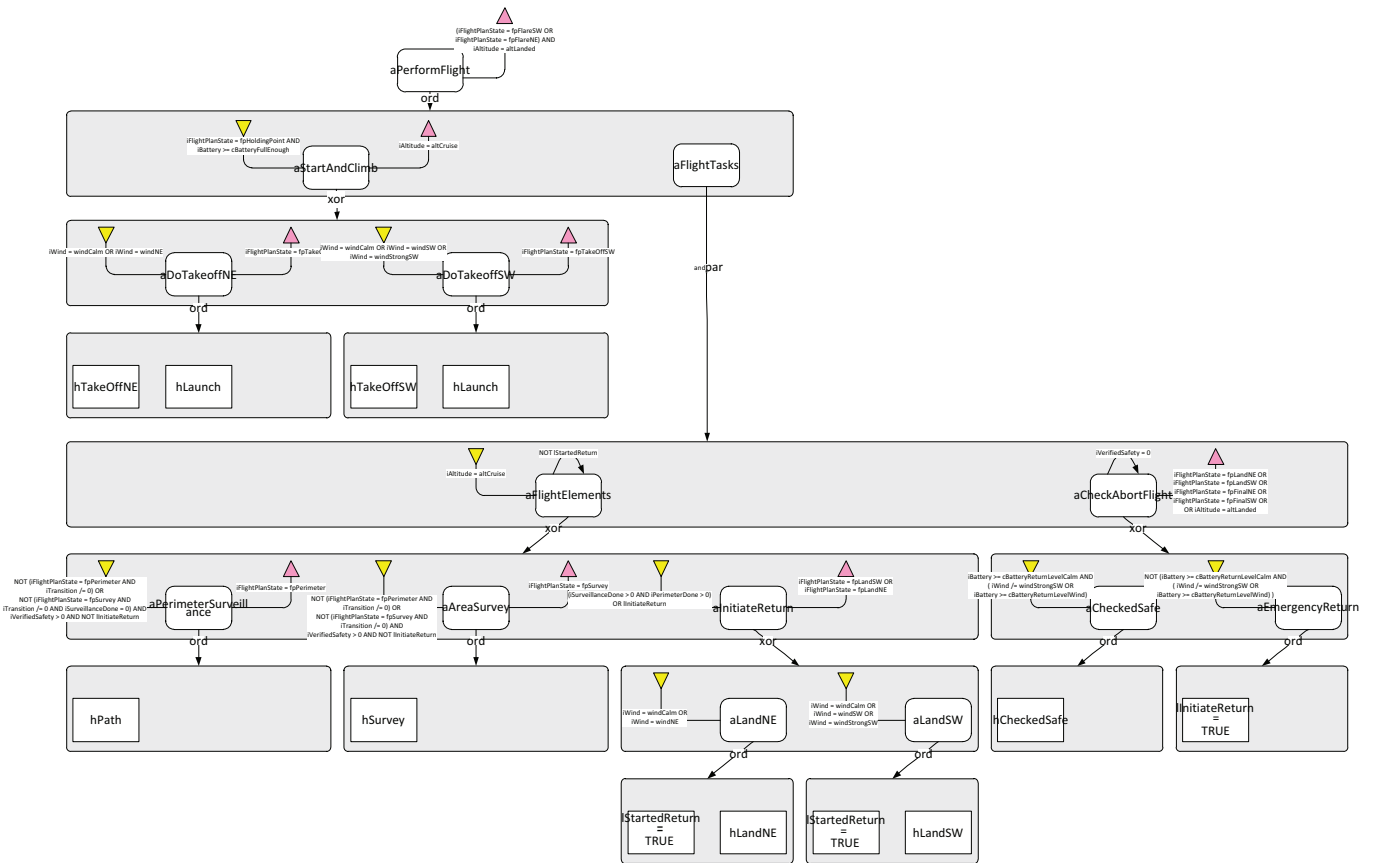 (iFlightPlanState = fpFlareSW OR
iFlightPlanState = fpFlareNE) AND
iAltitude = altLanded
aPerformFlight
ord
iFlightPlanState = fpHoldingPoint AND
iBattery >= cBatteryFullEnough
iAltitude = altCruise
aStartAndClimb
aFlightTasks
xor
iWind = windCalm OR iWind = windNE
iFlightPlanState = fpTakeO
iWind = windCalm OR iWind = windSW OR
iWind = windStrongSW
iFlightPlanState = fpTakeOffSW
aDoTakeoffNE
aDoTakeoffSW
and par
ord
ord
hTakeOffNE
hLaunch
hTakeOffSW
hLaunch
iAltitude = altCruise
NOT lStartedReturn
aFlightElements
iVerifiedSafety = 0
aCheckAbortFlight
iFlightPlanState = fpLandNE OR
iFlightPlanState = fpLandSW OR
iFlightPlanState = fpFinalNE OR
iFlightPlanState = fpFinalSW OR
OR iAltitude = altLanded
xor
xor
NOT (iFlightPlanState = fpPerimeter AND
iTransition /= 0) OR
NOT (iFlightPlanState = fpSurvey AND
iTransition /= 0 AND iSurveillanceDone = 0) AND
iVerifiedSafety > 0 AND NOT lInitiateReturn
aPerimeterSurveill
ance
iFlightPlanState = fpPerimeter
NOT (iFlightPlanState = fpPerimeter AND
iTransition /= 0) OR
NOT (iFlightPlanState = fpSurvey AND
iTransition /= 0) AND
iVerifiedSafety > 0 AND NOT lInitiateReturn
aAreaSurvey
iFlightPlanState = fpSurvey
(iSurveillanceDone > 0 AND iPerimeterDone > 0)
OR lInitiateReturn
aInitiateReturn
iFlightPlanState = fpLandSW OR
iFlightPlanState = fpLandNE
iBattery >= cBatteryReturnLevelCalm AND
( iWind /= windStrongSW OR
iBattery >= cBatteryReturnLevelWind)
aCheckedSafe
NOT (iBattery >= cBatteryReturnLevelCalm AND
( iWind /= windStrongSW OR
iBattery >= cBatteryReturnLevelWind) )
aEmergencyReturn
ord
ord
xor
ord
ord
hPath
hSurvey
iWind = windCalm OR
iWind = windNE
aLandNE
iWind = windCalm OR
iWind = windSW OR
iWind = windStrongSW
aLandSW
hCheckedSafe
lInitiateReturn
=
TRUE
ord
ord
lStartedReturn
=
TRUE
hLandNE
lStartedReturn
=
TRUE
hLandSW